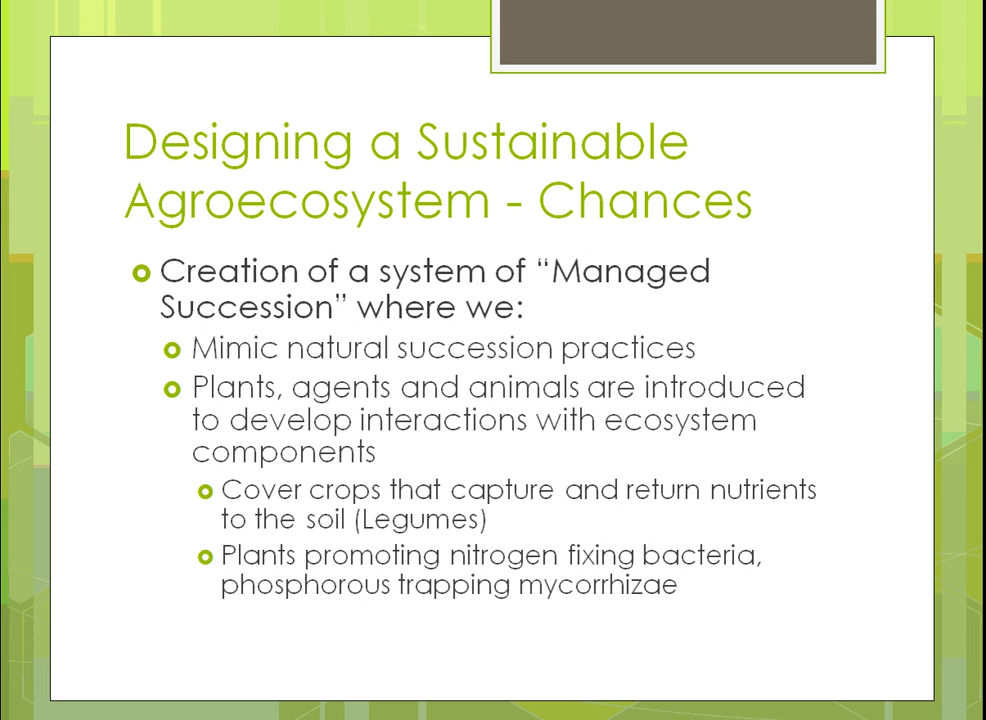 Designing a Sustainable
Agroecosystem - Chances
Creation of a system of “Managed
Succession” where we:
Mimic natural succession practices
Plants, agents and animals are introduced
to develop interactions with ecosystem
components
Cover crops that capture and return nutrients
to the soil (Legumes)
Plants promoting nitrogen fixing bacteria,
phosphorous trapping mycorrhizae